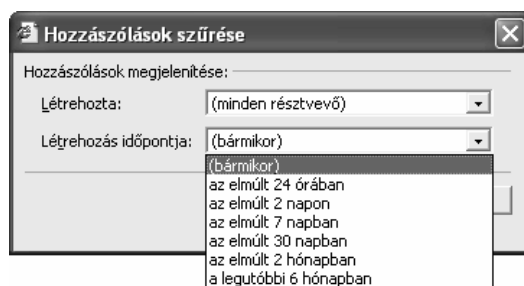 Hozzászólások szűrése
Hozzászólások megjelenítése:
Létrehozta: (minden résztvevő)
Létrehozás időpontja: (bármikor)
(bármikor)
az elmúlt 24 órában
az elmúlt 2 napon
az elmúlt 7 napban
az elmúlt 30 napban
az elmúlt 2 hónapban
a legutóbbi 6 hónapban